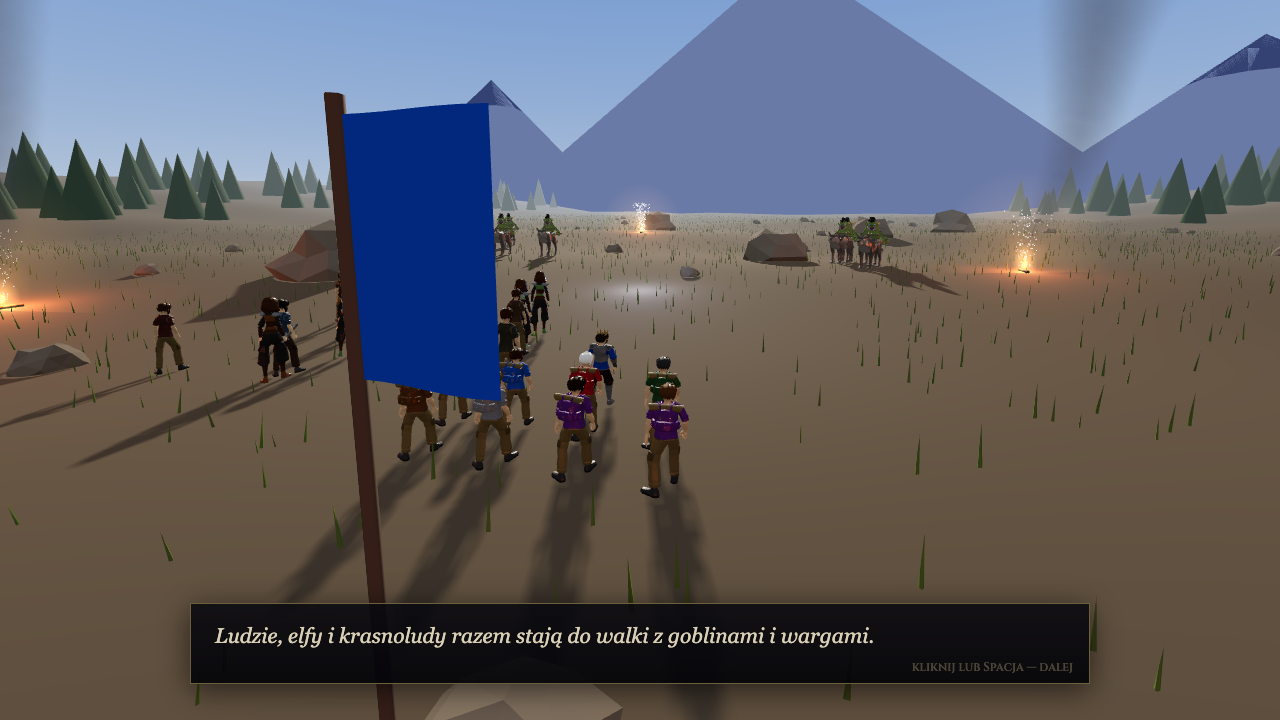 Ludzie, elfy i krasnoludy razem stają do walki z goblinami i wargami.
KLIKNIJ LUB SPACJA — DALEJ